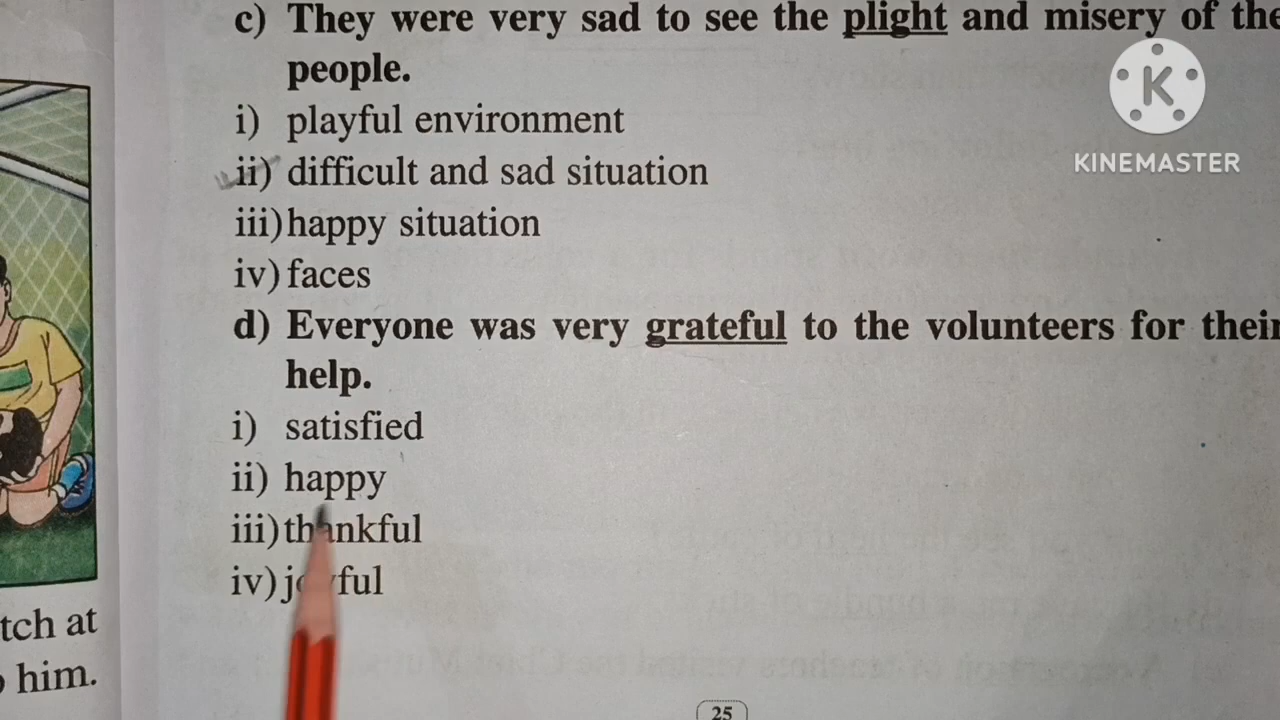 c) They were very sad to see the plight and misery of the
people.
i) playful environment
ii) difficult and sad situation
iii) happy situation
iv) faces
d) Everyone was very grateful to the volunteers for their
help.
i) satisfied
ii) happy
iii) thankful
iv) joyful
tch at
him.
25
K
KINEMASTER